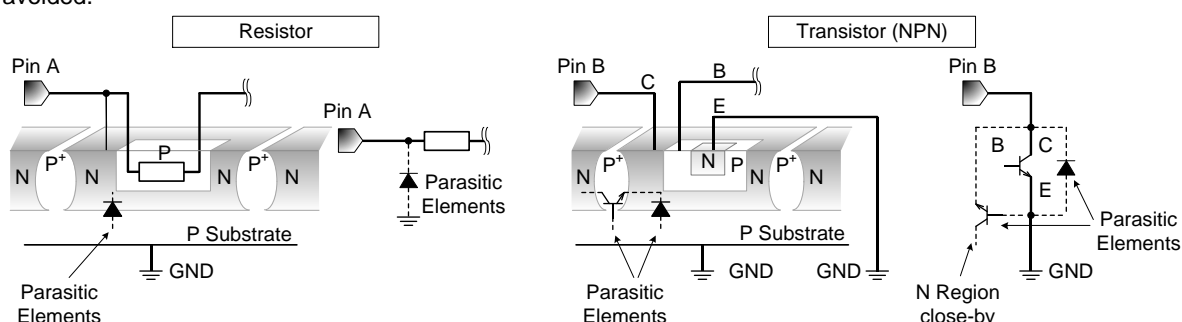 avoided.
Resistor
Transistor (NPN)
Pin A
Pin B
C
B
E
Pin B
Pin A
N
P+
N
P
N
P+
N
N
P+
N
N
P
N
P+
N
B
C
E
Parasitic
Elements
P Substrate
GND
Parasitic
Elements
P Substrate
GND
GND
Parasitic
Elements
Parasitic
Elements
GND
N Region
close-by